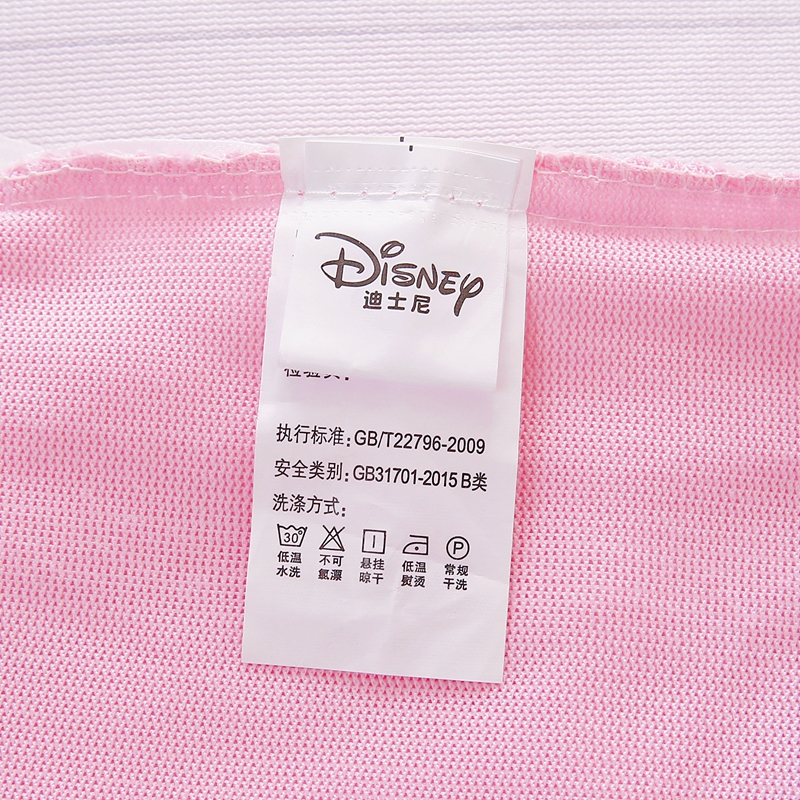 Disney
迪士尼
执行标准:GB/T22796-2009
安全类别:GB31701-2015 B类
洗涤方式:
30°
P
低温 不可 悬挂 低温 常规
水洗 氯漂 晾干 熨烫 干洗